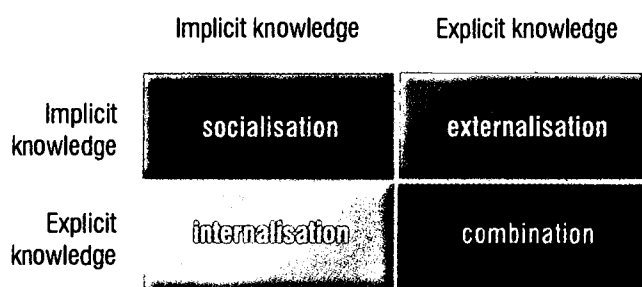 Implicit knowledge Explicit knowledge
Implicit knowledge
socialisation externalisation
Explicit knowledge
internalisation combination